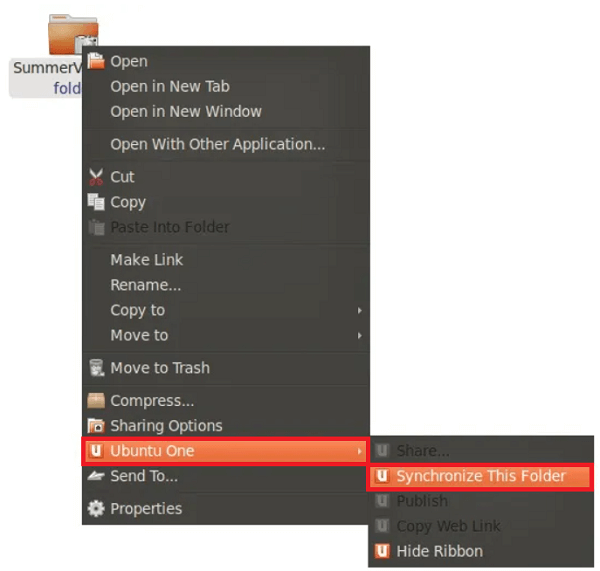 SummerV
fold
Open
Open in New Tab
Open in New Window
Open With Other Application...
Cut
Copy
Paste Into Folder
Make Link
Rename...
Copy to
Move to
Move to Trash
Compress...
Sharing Options
Ubuntu One
Send To...
Properties
Share...
Synchronize This Folder
Publish
Copy Web Link
Hide Ribbon